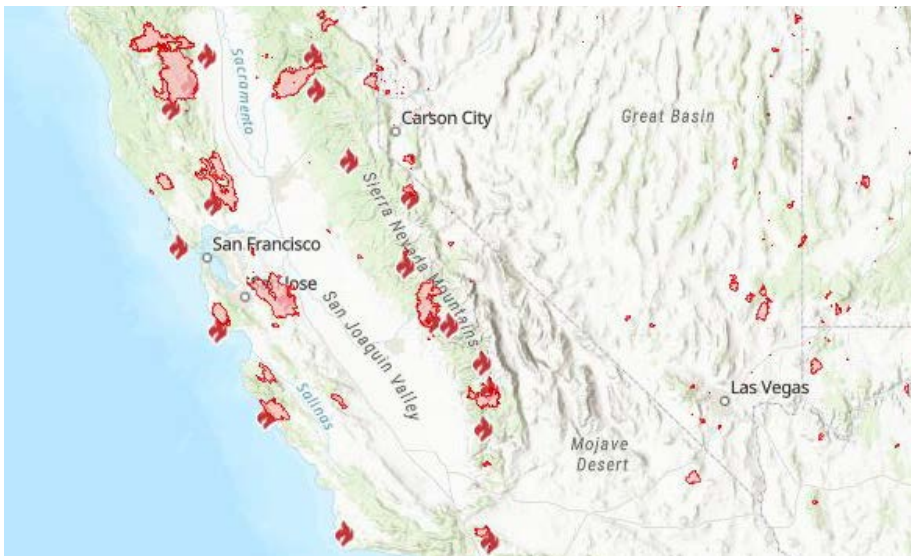 Sacramento
Carson City
Great Basin
Sierra Nevada Mountains
San Francisco
Jose
San Joaquin Valley
Salinas
Las Vegas
Mojave
Desert